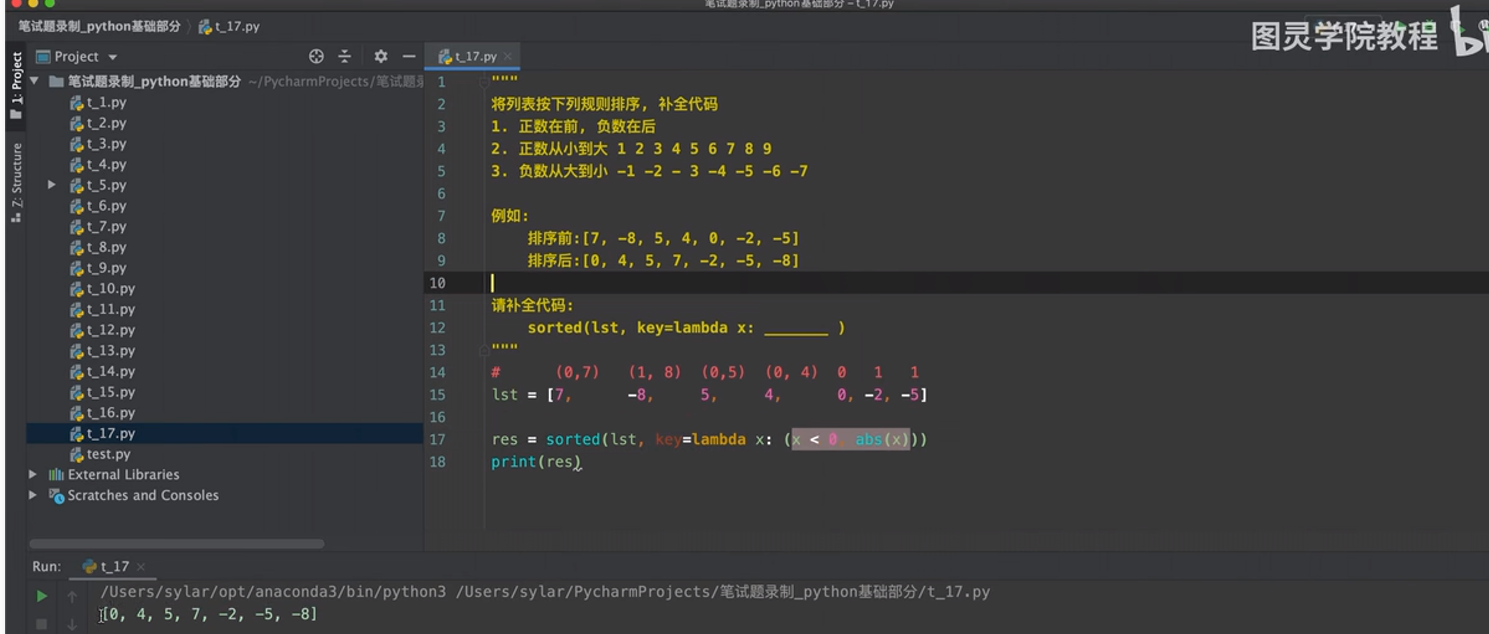 笔试题录制_python基础部分 – t_17.py
笔试题录制_python基础部分 t_17.py
图灵学院教程
1: Project
Project
t_17.py
笔试题录制_python基础部分 ~/PycharmProjects/笔试题
t_1.py
t_2.py
t_3.py
t_4.py
t_5.py
t_6.py
t_7.py
t_8.py
t_9.py
t_10.py
t_11.py
t_12.py
t_13.py
t_14.py
t_15.py
t_16.py
t_17.py
test.py
External Libraries
Scratches and Consoles
Z: Structure
1 """
2 将列表按下列规则排序, 补全代码
3 1. 正数在前, 负数在后
4 2. 正数从小到大 1 2 3 4 5 6 7 8 9
5 3. 负数从大到小 -1 -2 - 3 -4 -5 -6 -7
6
7 例如:
8 排序前:[7, -8, 5, 4, 0, -2, -5]
9 排序后:[0, 4, 5, 7, -2, -5, -8]
10
11 请补全代码:
12 sorted(lst, key=lambda x: _______ )
13 """
14 # (0,7) (1, 8) (0,5) (0, 4) 0 1 1
15 lst = [7, -8, 5, 4, 0, -2, -5]
16
17 res = sorted(lst, key=lambda x: (x < 0, abs(x)))
18 print(res)
Run: t_17
/Users/sylar/opt/anaconda3/bin/python3 /Users/sylar/PycharmProjects/笔试题录制_python基础部分/t_17.py
[0, 4, 5, 7, -2, -5, -8]